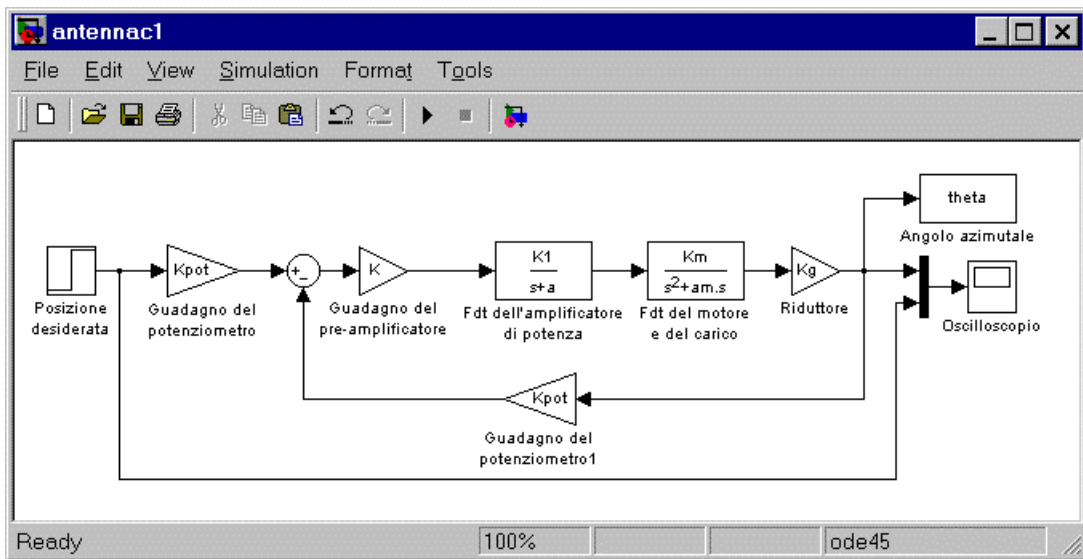 antennac1
File Edit View Simulation Format Tools
theta
Angolo azimutale
Kpot
+
-
K
K1
s+a
Km
s2+am.s
Kg
Posizione
desiderata
Guadagno del
potenziometro
Guadagno del
pre-amplificatore
Fdt dell'amplificatore
di potenza
Fdt del motore
e del carico
Riduttore
Oscilloscopio
Kpot
Guadagno del
potenziometro1
Ready 100% ode45